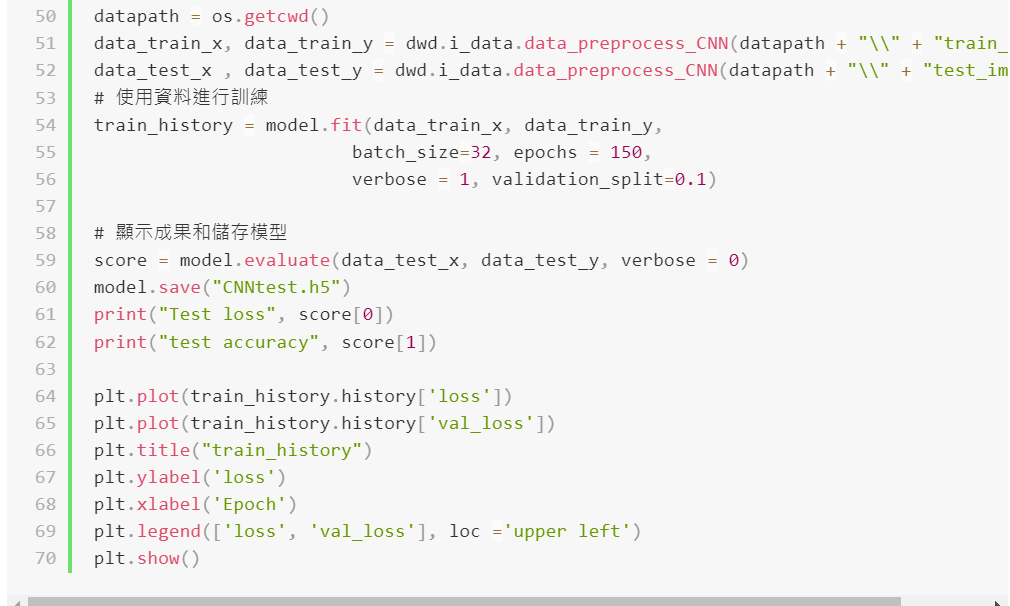 50 datapath = os.getcwd()
51 data_train_x, data_train_y = dwd.i_data.data_preprocess_CNN(datapath + "\\" + "train_
52 data_test_x , data_test_y = dwd.i_data.data_preprocess_CNN(datapath + "\\" + "test_im
53 # 使用資料進行訓練
54 train_history = model.fit(data_train_x, data_train_y,
55                         batch_size=32, epochs = 150,
56                         verbose = 1, validation_split=0.1)
57
58 # 顯示成果和儲存模型
59 score = model.evaluate(data_test_x, data_test_y, verbose = 0)
60 model.save("CNNtest.h5")
61 print("Test loss", score[0])
62 print("test accuracy", score[1])
63
64 plt.plot(train_history.history['loss'])
65 plt.plot(train_history.history['val_loss'])
66 plt.title("train_history")
67 plt.ylabel('loss')
68 plt.xlabel('Epoch')
69 plt.legend(['loss', 'val_loss'], loc ='upper left')
70 plt.show()